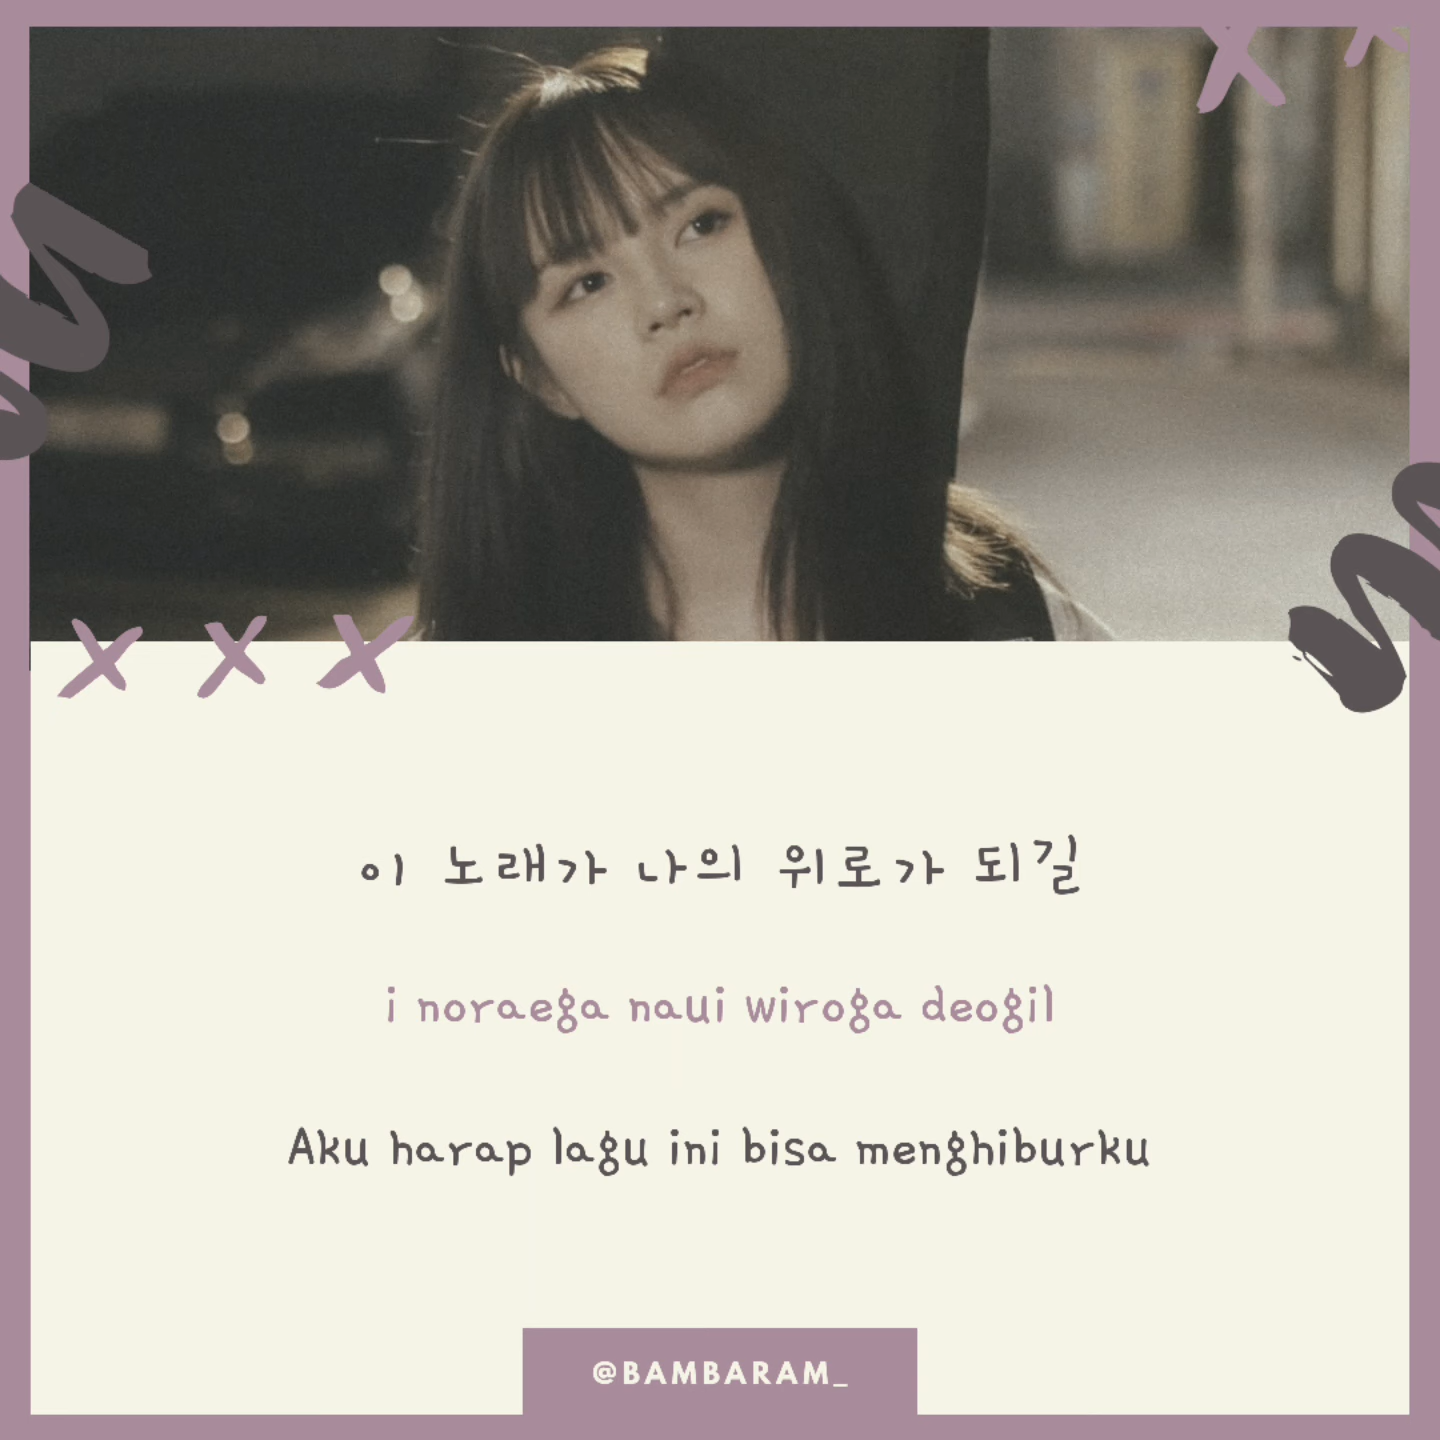 이 노래가 나의 위로가 되길
i noraega naui wiroga deogil
Aku harap lagu ini bisa menghiburku
@BAMBARAM_